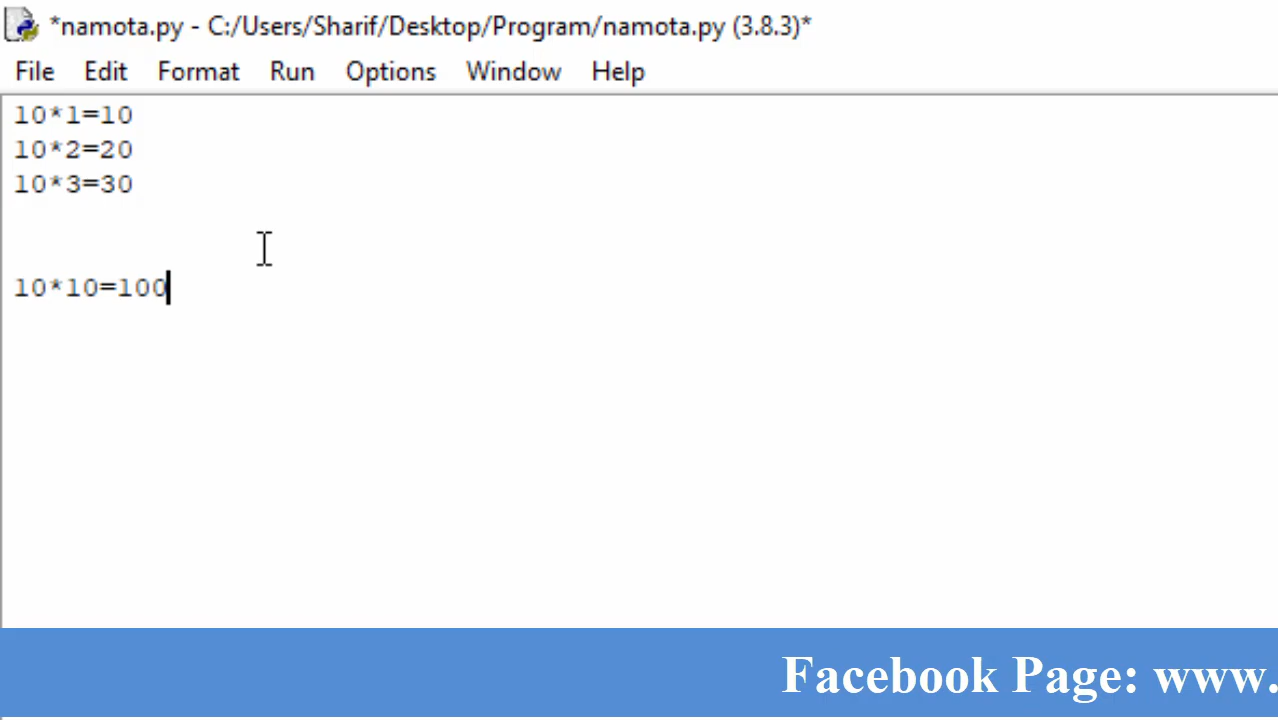 *namota.py - C:/Users/Sharif/Desktop/Program/namota.py (3.8.3)*
File Edit Format Run Options Window Help
10*1=10
10*2=20
10*3=30
10*10=100
Facebook Page: www.